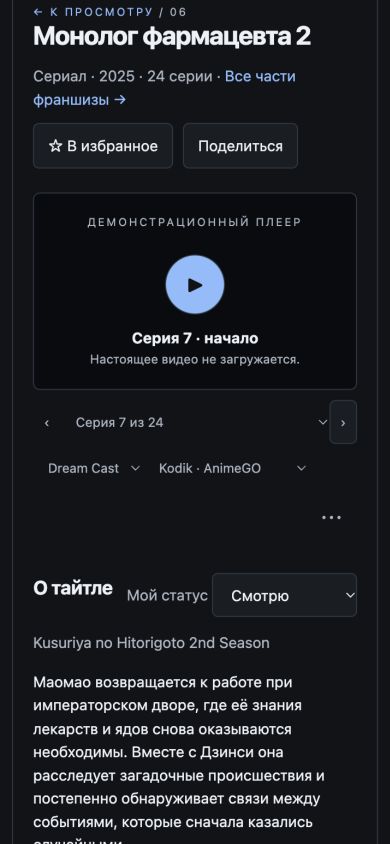 ← К ПРОСМОТРУ / 06
Монолог фармацевта 2
Сериал · 2025 · 24 серии · Все части
франшизы →
☆ В избранное
Поделиться
ДЕМОНСТРАЦИОННЫЙ ПЛЕЕР
Серия 7 · начало
Настоящее видео не загружается.
‹ Серия 7 из 24 ›
Dream Cast Kodik · AnimeGO
...
О тайтле Мой статус Смотрю
Kusuriya no Hitorigoto 2nd Season
Маомао возвращается к работе при
императорском дворе, где её знания
лекарств и ядов снова оказываются
необходимы. Вместе с Дзинси она
расследует загадочные происшествия и
постепенно обнаруживает связи между
событиями, которые сначала казались
случайными